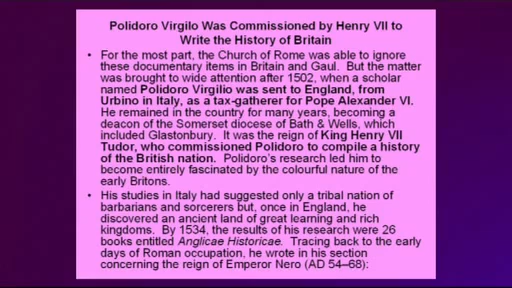 Polidoro Virgilo Was Commissioned by Henry VII to
Write the History of Britain
• For the most part, the Church of Rome was able to ignore
these documentary items in Britain and Gaul. But the matter
was brought to wide attention after 1502, when a scholar
named Polidoro Virgilio was sent to England, from
Urbino in Italy, as a tax-gatherer for Pope Alexander VI.
He remained in the country for many years, becoming a
deacon of the Somerset diocese of Bath & Wells, which
included Glastonbury. It was the reign of King Henry VII
Tudor, who commissioned Polidoro to compile a history
of the British nation. Polidoro's research led him to
become entirely fascinated by the colourful nature of the
early Britons.
• His studies in Italy had suggested only a tribal nation of
barbarians and sorcerers but, once in England, he
discovered an ancient land of great learning and rich
kingdoms. By 1534, the results of his research were 26
books entitled Anglicae Historicae. Tracing back to the early
days of Roman occupation, he wrote in his section
concerning the reign of Emperor Nero (AD 54–68):